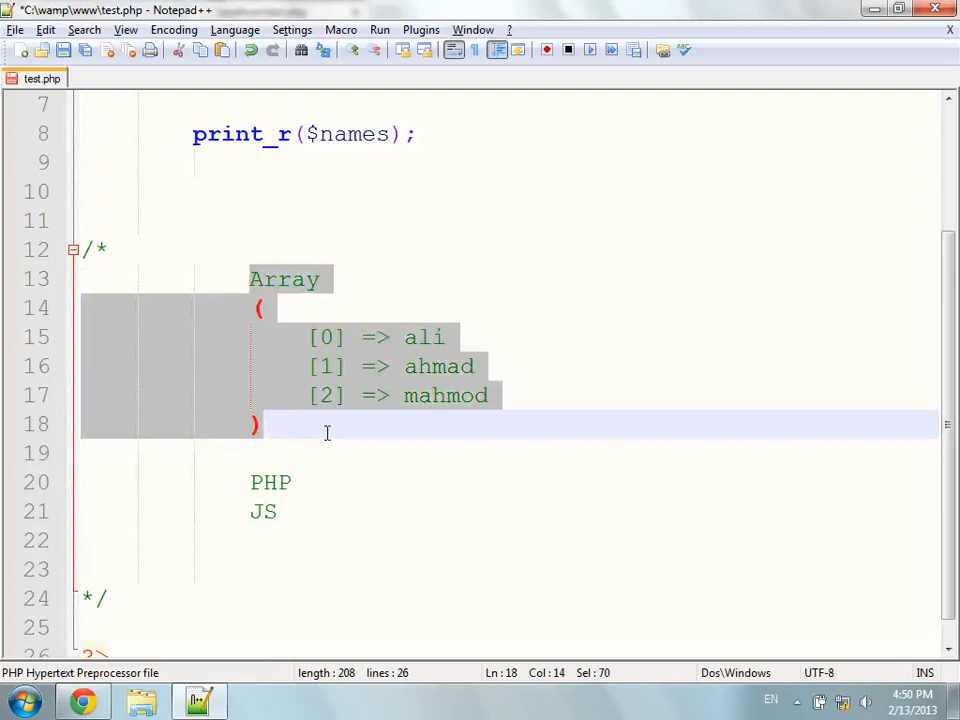 *C:\wamp\www\test.php - Notepad++
File Edit Search View Encoding Language Settings Macro Run Plugins Window ? X
test.php
7
8 print_r($names);
9
10
11
12 /*
13 Array
14 (
15 [0] => ali
16 [1] => ahmad
17 [2] => mahmod
18 )
19
20 PHP
21 JS
22
23
24 */
25
26 ?>
PHP Hypertext Preprocessor file length : 208 lines : 26 Ln : 18 Col : 14 Sel : 70 Dos\Windows UTF-8 INS
EN 4:50 PM
2/13/2013